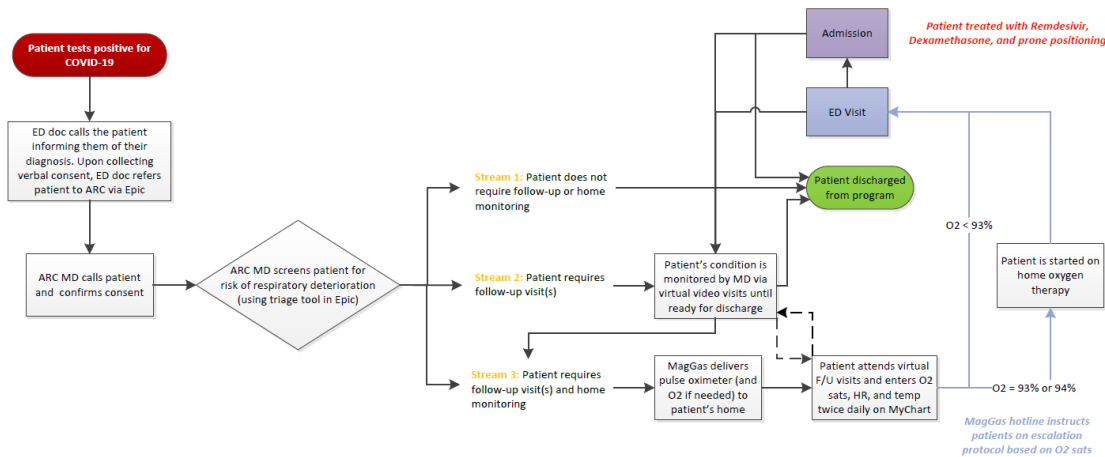 Patient tests positive for
COVID-19
ED doc calls the patient
informing them of their
diagnosis. Upon collecting
verbal consent, ED doc refers
patient to ARC via Epic
ARC MD calls patient
and confirms consent
ARC MD screens patient for
risk of respiratory deterioration
(using triage tool in Epic)
Stream 1: Patient does not
require follow-up or home
monitoring
Stream 2: Patient requires
follow-up visit(s)
Stream 3: Patient requires
follow-up visit(s) and home
monitoring
Patient's condition is
monitored by MD via
virtual video visits until
ready for discharge
MagGas delivers
pulse oximeter (and
O2 if needed) to
patient's home
Patient attends virtual
F/U visits and enters O2
sats, HR, and temp
twice daily on MyChart
Admission
ED Visit
Patient discharged
from program
Patient treated with Remdesivir,
Dexamethasone, and prone positioning
O2 < 93%
Patient is started on
home oxygen
therapy
O2 = 93% or 94%
MagGas hotline instructs
patients on escalation
protocol based on O2 sats